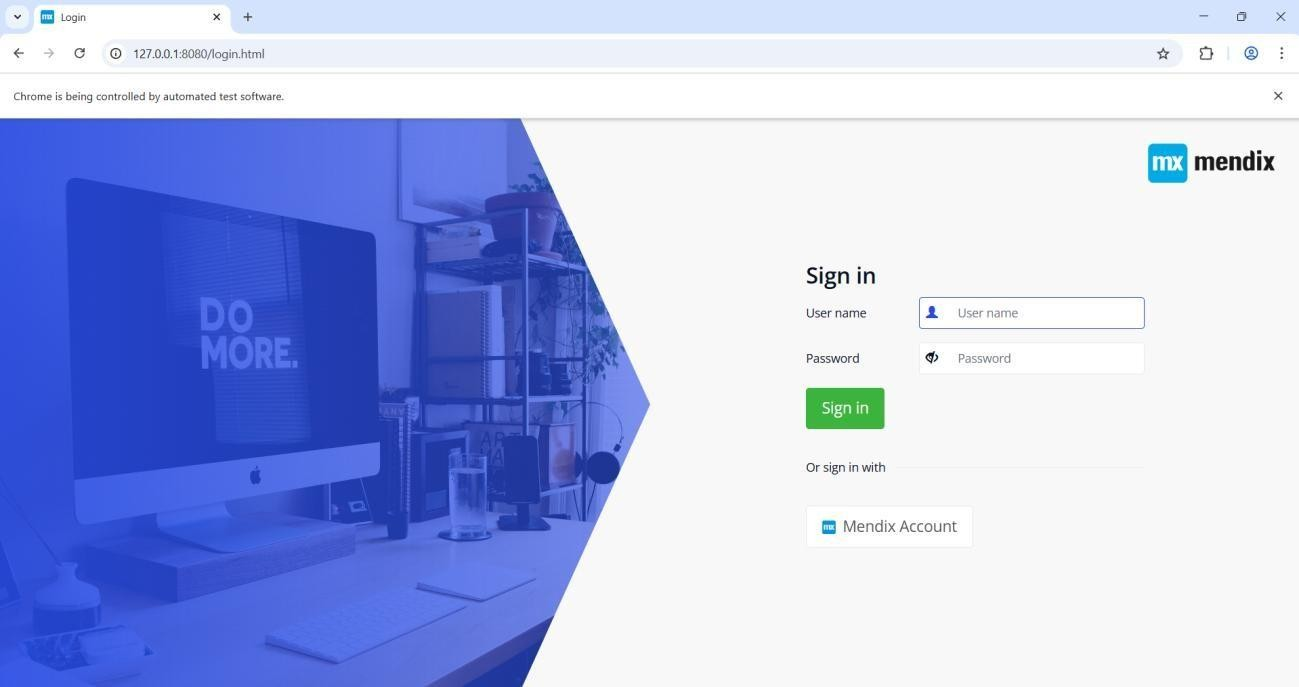 mx Login
127.0.0.1:8080/login.html
Chrome is being controlled by automated test software.
mx mendix
DO
MORE.
Sign in
User name
User name
Password
Password
Sign in
Or sign in with
mx Mendix Account